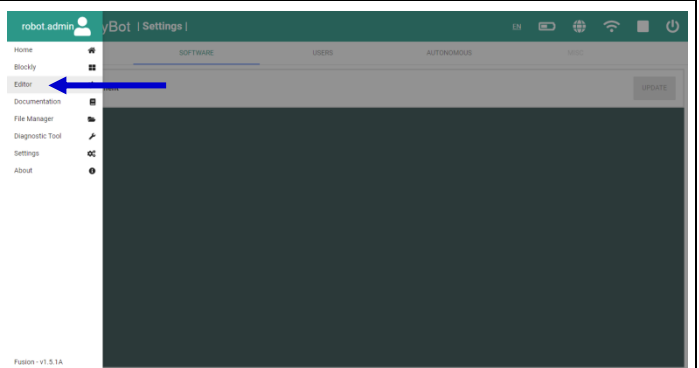 robot.admin yBot | Settings | EN
Home SOFTWARE USERS AUTONOMOUS MISC
Blockly
Editor UPDATE
Documentation
File Manager
Diagnostic Tool
Settings
About
Fusion - v1.5.1A